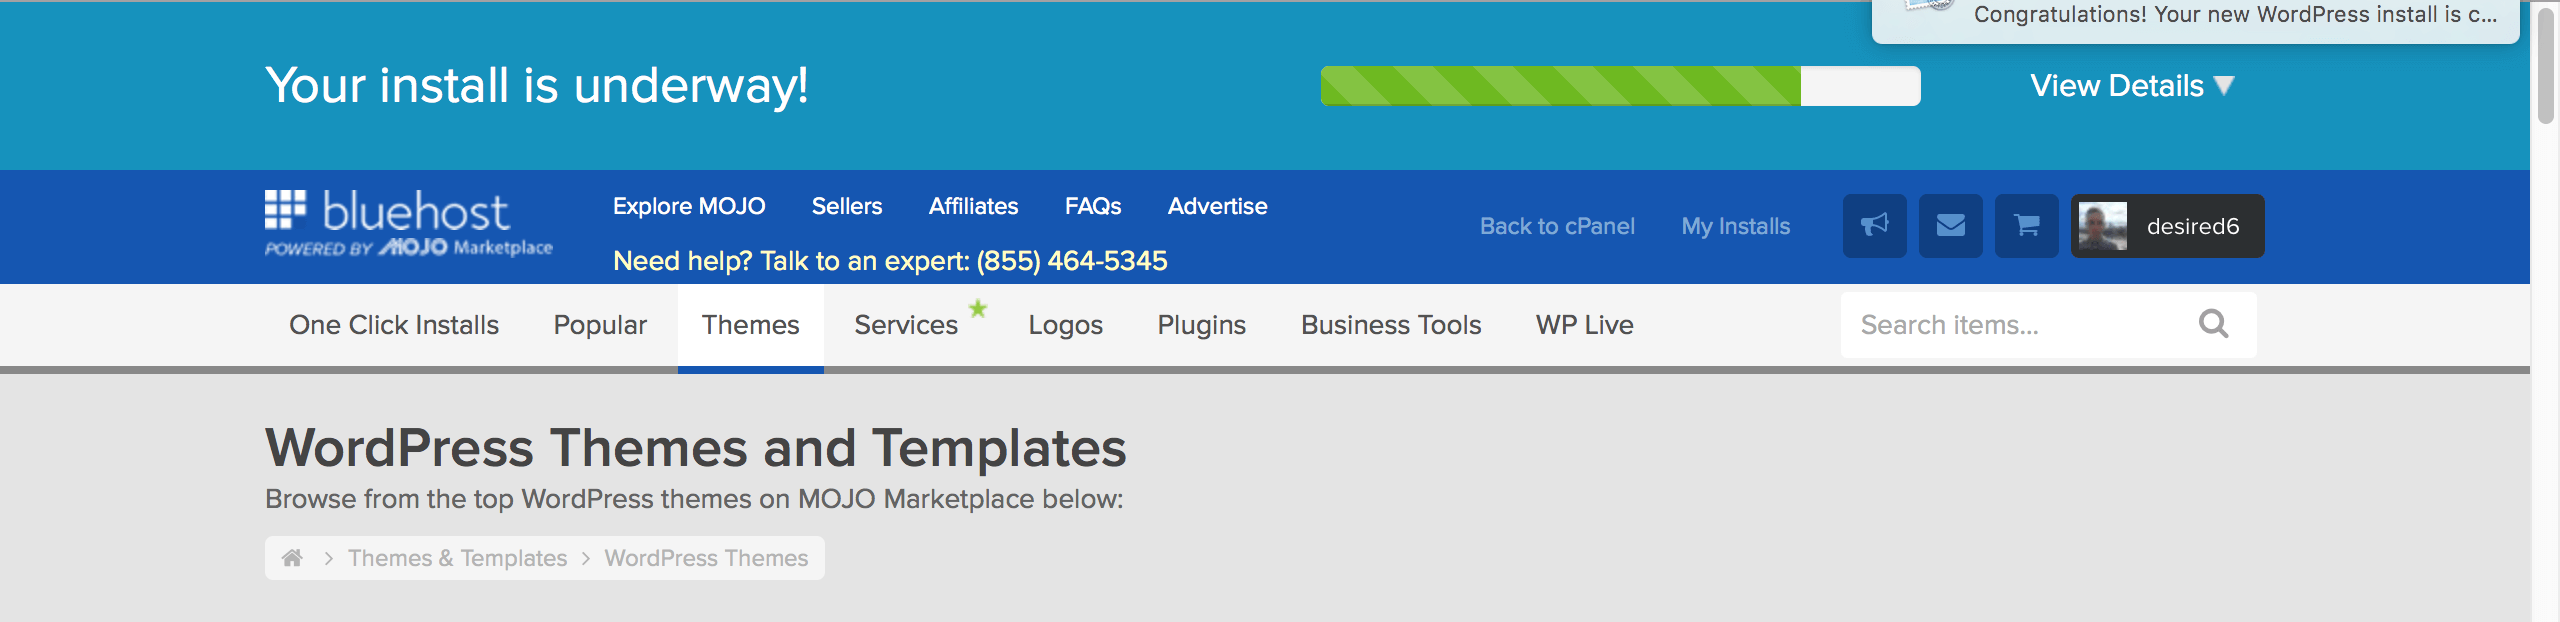 Congratulations! Your new WordPress install is c...
Your install is underway!
View Details
bluehost
POWERED BY MOJO Marketplace
Explore MOJO Sellers Affiliates FAQs Advertise
Need help? Talk to an expert: (855) 464-5345
Back to cPanel My Installs
desired6
One Click Installs Popular Themes Services Logos Plugins Business Tools WP Live
Search items...
WordPress Themes and Templates
Browse from the top WordPress themes on MOJO Marketplace below:
Themes & Templates > WordPress Themes